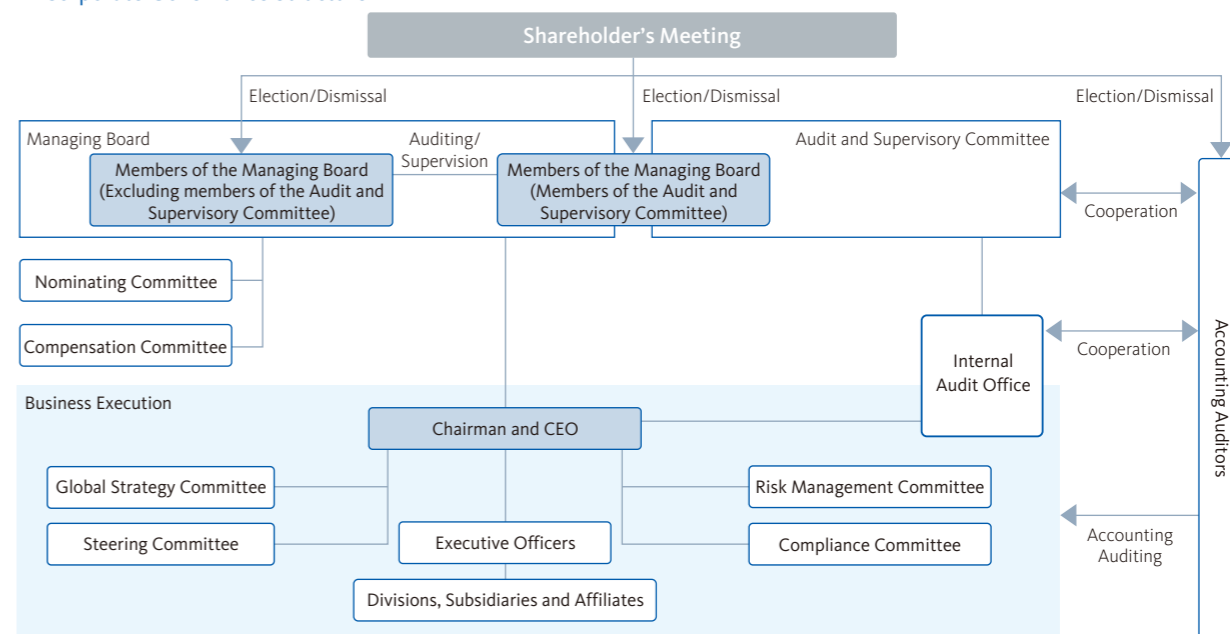 Shareholder's Meeting
Election/Dismissal
Election/Dismissal
Election/Dismissal
Managing Board
Auditing/
Supervision
Audit and Supervisory Committee
Members of the Managing Board
(Excluding members of the Audit and
Supervisory Committee)
Members of the Managing Board
(Members of the Audit and
Supervisory Committee)
Cooperation
Nominating Committee
Compensation Committee
Internal
Audit Office
Cooperation
Accounting Auditors
Business Execution
Chairman and CEO
Global Strategy Committee
Risk Management Committee
Steering Committee
Executive Officers
Compliance Committee
Accounting
Auditing
Divisions, Subsidiaries and Affiliates